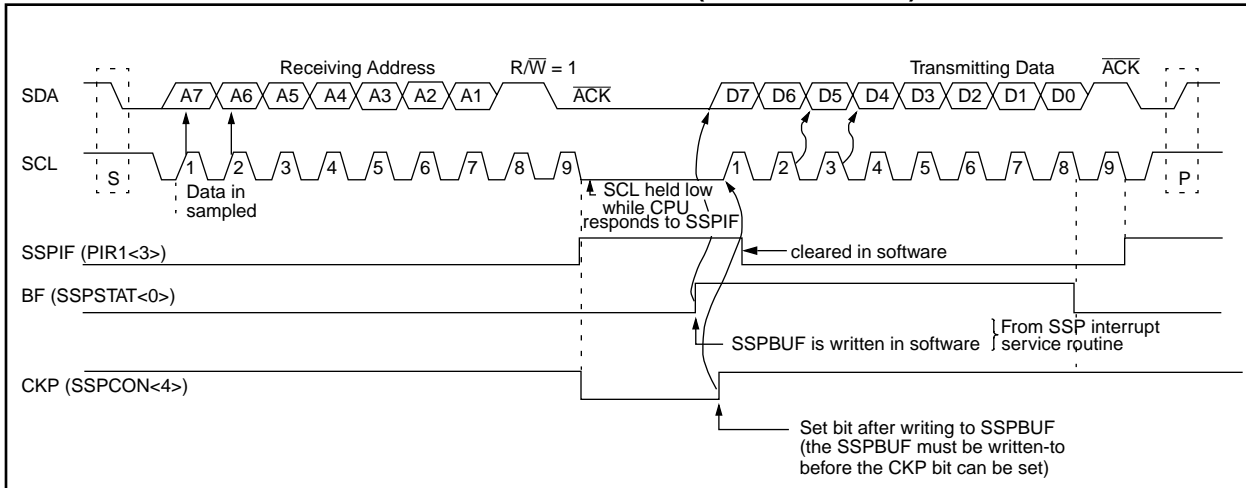 Receiving Address
R/W̅ = 1
Transmitting Data
A̅C̅K̅
SDA
A7 A6 A5 A4 A3 A2 A1
A̅C̅K̅
D7 D6 D5 D4 D3 D2 D1 D0
SCL
S
1 2 3 4 5 6 7 8 9
1 2 3 4 5 6 7 8 9
P
Data in
sampled
SCL held low
while CPU
responds to SSPIF
SSPIF (PIR1<3>)
cleared in software
BF (SSPSTAT<0>)
SSPBUF is written in software
From SSP interrupt
service routine
CKP (SSPCON<4>)
Set bit after writing to SSPBUF
(the SSPBUF must be written-to
before the CKP bit can be set)